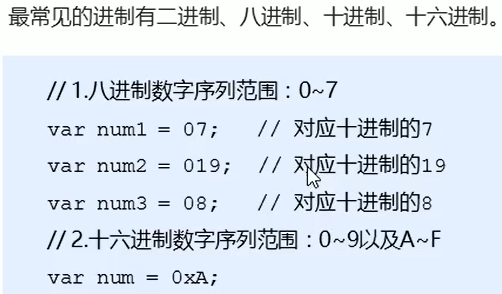 最常见的进制有二进制、八进制、十进制、十六进制。
// 1.八进制数字序列范围：0~7
var num1 = 07;   // 对应十进制的7
var num2 = 019;  // 对应十进制的19
var num3 = 08;   // 对应十进制的8
// 2.十六进制数字序列范围：0~9以及A~F
var num = 0xA;